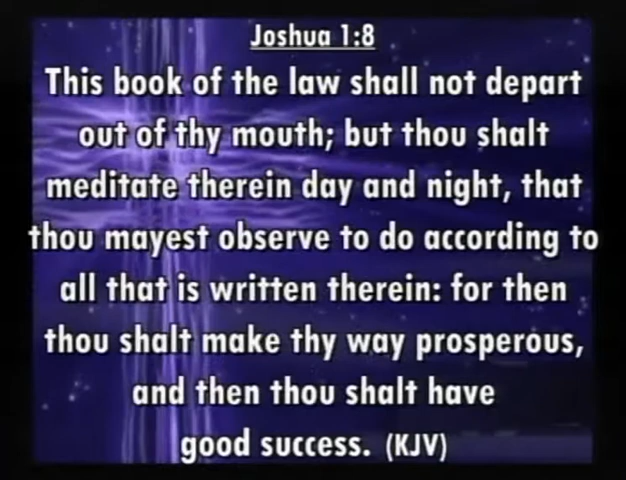 Joshua 1:8
This book of the law shall not depart
out of thy mouth; but thou shalt
meditate therein day and night, that
thou mayest observe to do according to
all that is written therein: for then
thou shalt make thy way prosperous,
and then thou shalt have
good success. (KJV)